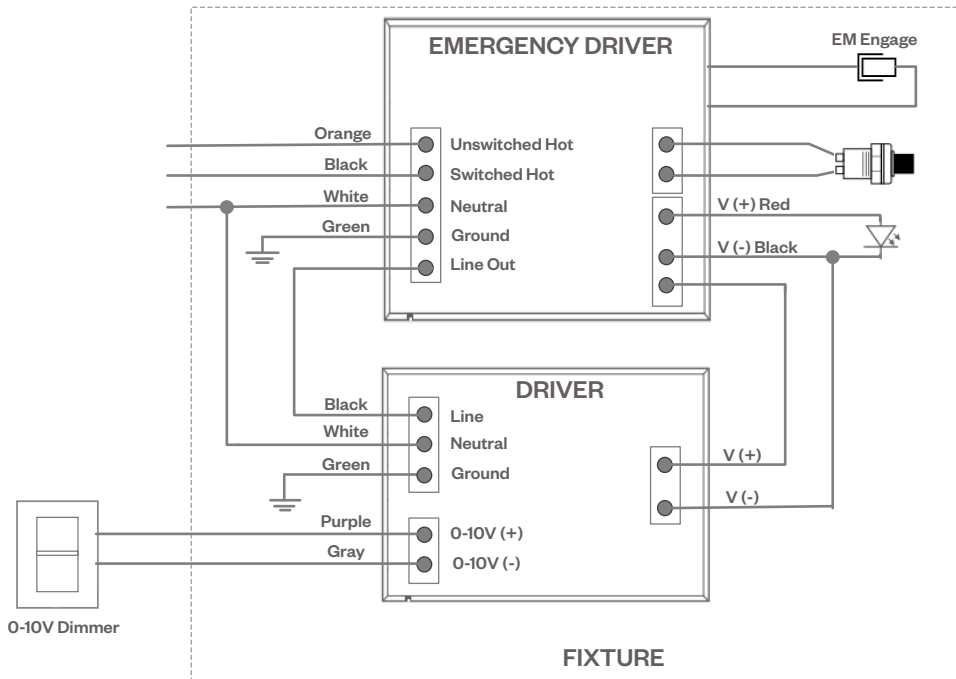 EMERGENCY DRIVER
EM Engage
Orange
Unswitched Hot
Black
Switched Hot
White
Neutral
V (+) Red
Green
Ground
V (-) Black
Line Out
DRIVER
Black
Line
White
Neutral
V (+)
Green
Ground
V (-)
Purple
0-10V (+)
Gray
0-10V (-)
0-10V Dimmer
FIXTURE